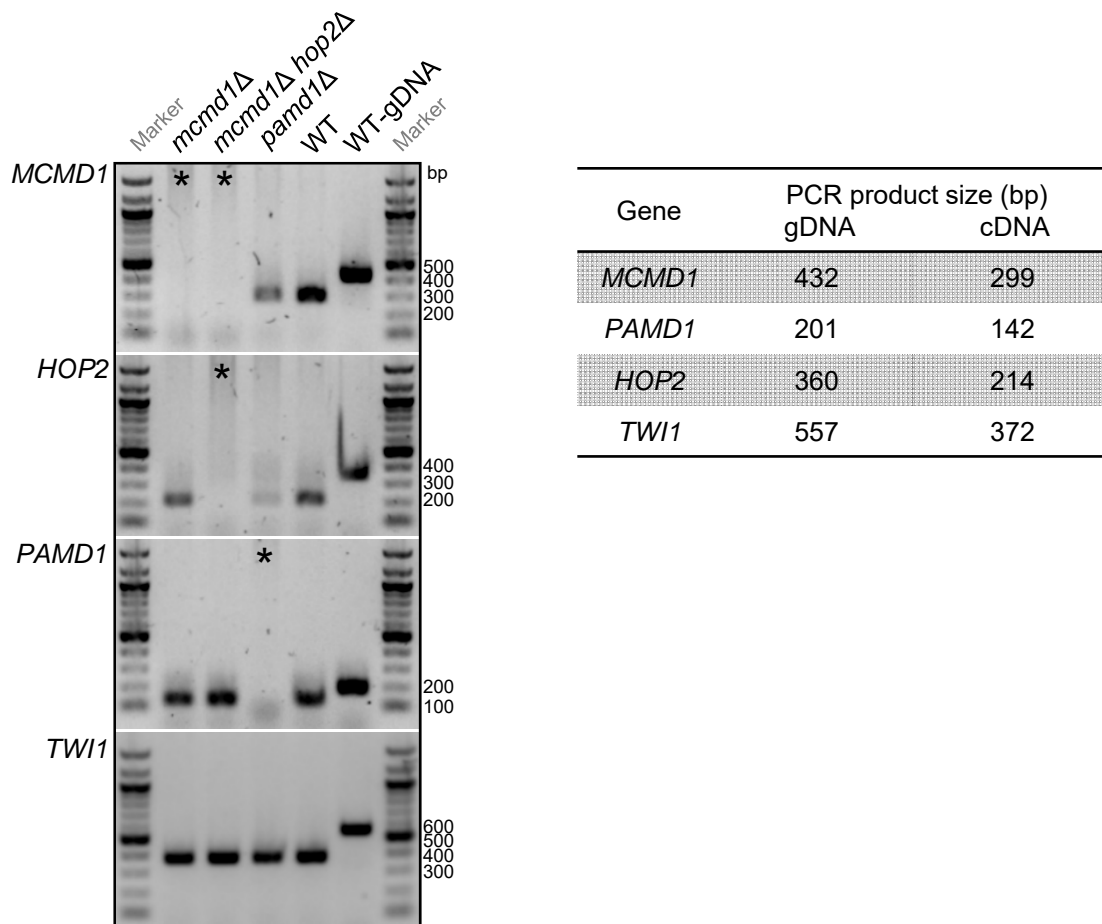 Marker
mcmd1Δ
mcmd1Δ hop2Δ
pamd1Δ
WT
WT-gDNA
Marker
MCMD1
* *
bp
500
400
300
200
HOP2
*
400
300
200
PAMD1
*
200
100
TWI1
600
500
400
300
Gene PCR product size (bp)
gDNA cDNA
MCMD1 432 299
PAMD1 201 142
HOP2 360 214
TWI1 557 372